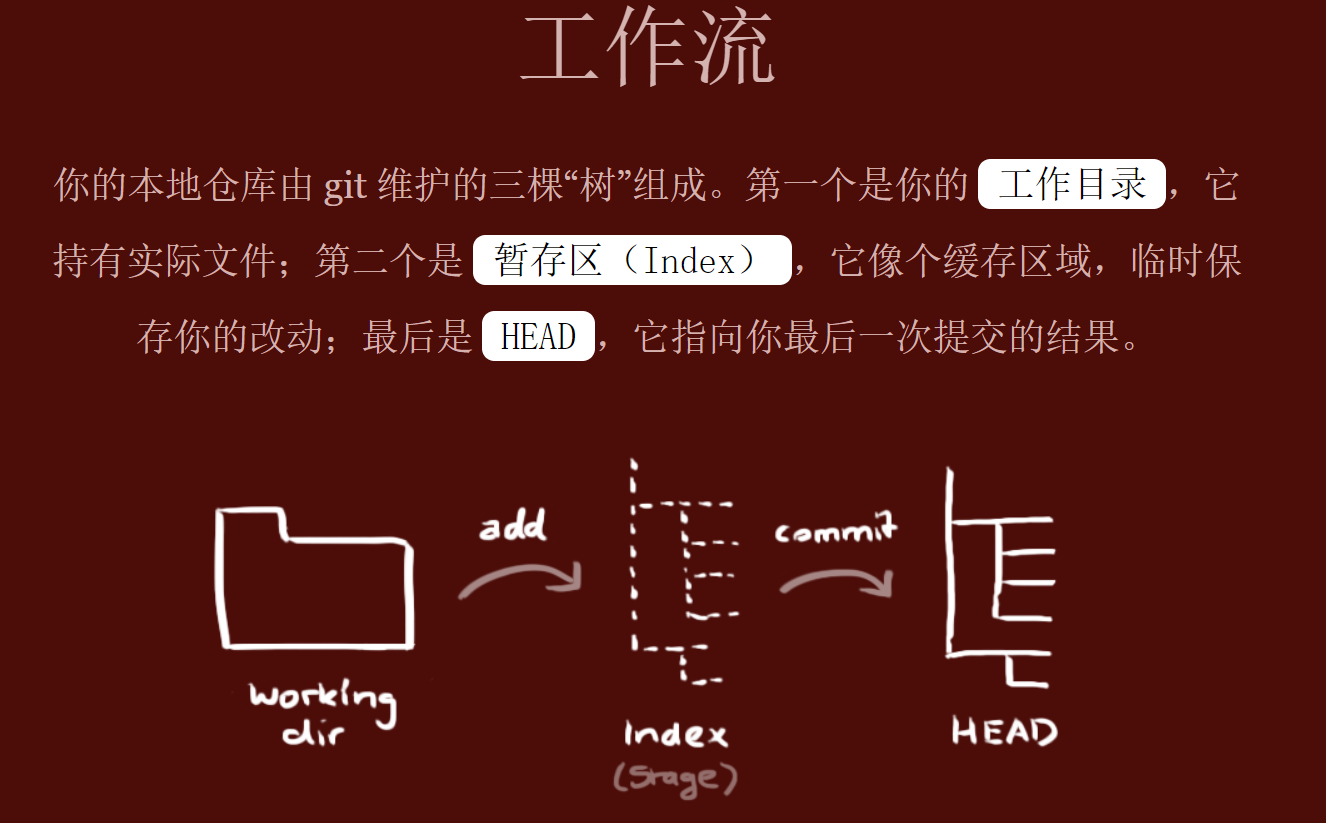 工作流
你的本地仓库由 git 维护的三棵“树”组成。第一个是你的 工作目录，它
持有实际文件；第二个是 暂存区（Index），它像个缓存区域，临时保
存你的改动；最后是 HEAD，它指向你最后一次提交的结果。
add
commit
working
dir
Index
(Stage)
HEAD